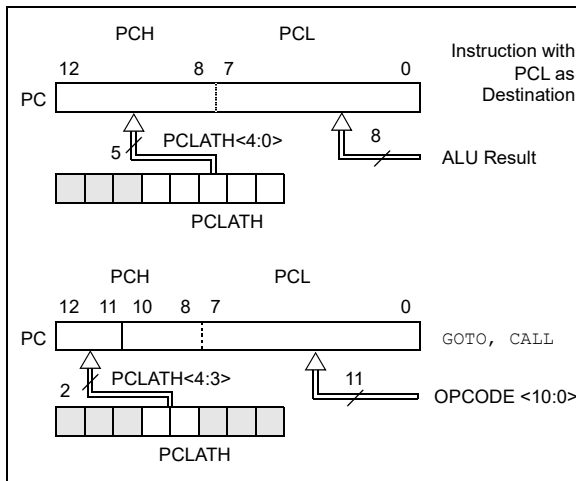 PCH PCL
12 8 7 0
Instruction with
PCL as
Destination
PC
5 PCLATH<4:0> 8
ALU Result
PCLATH
PCH PCL
12 11 10 8 7 0
PC GOTO, CALL
2 PCLATH<4:3> 11
OPCODE <10:0>
PCLATH